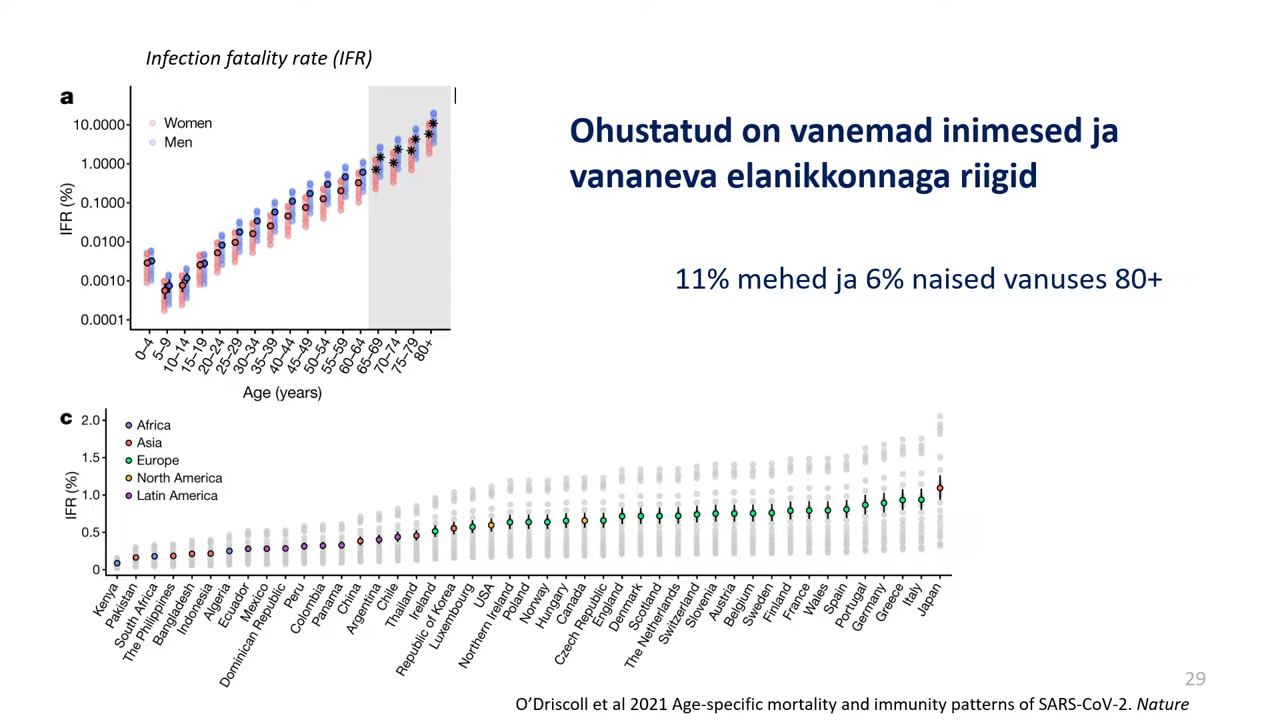 Infection fatality rate (IFR)
a
Women
Men
10.0000
1.0000
0.1000
0.0100
0.0010
0.0001
IFR (%)
0–4
5–9
10–14
15–19
20–24
25–29
30–34
35–39
40–44
45–49
50–54
55–59
60–64
65–69
70–74
75–79
80+
Age (years)
Ohustatud on vanemad inimesed ja
vananeva elanikkonnaga riigid
11% mehed ja 6% naised vanuses 80+
c
Africa
Asia
Europe
North America
Latin America
2.0
1.5
1.0
0.5
0
IFR (%)
Kenya
Pakistan
South Africa
The Philippines
Bangladesh
Indonesia
Algeria
Ecuador
Mexico
Dominican Republic
Peru
Colombia
Panama
China
Argentina
Chile
Thailand
Ireland
Republic of Korea
Luxembourg
USA
Northern Ireland
Poland
Norway
Hungary
Canada
Czech Republic
England
Denmark
Scotland
The Netherlands
Switzerland
Slovenia
Austria
Belgium
Sweden
Finland
France
Wales
Spain
Portugal
Germany
Greece
Italy
Japan
29
O’Driscoll et al 2021 Age-specific mortality and immunity patterns of SARS-CoV-2. Nature